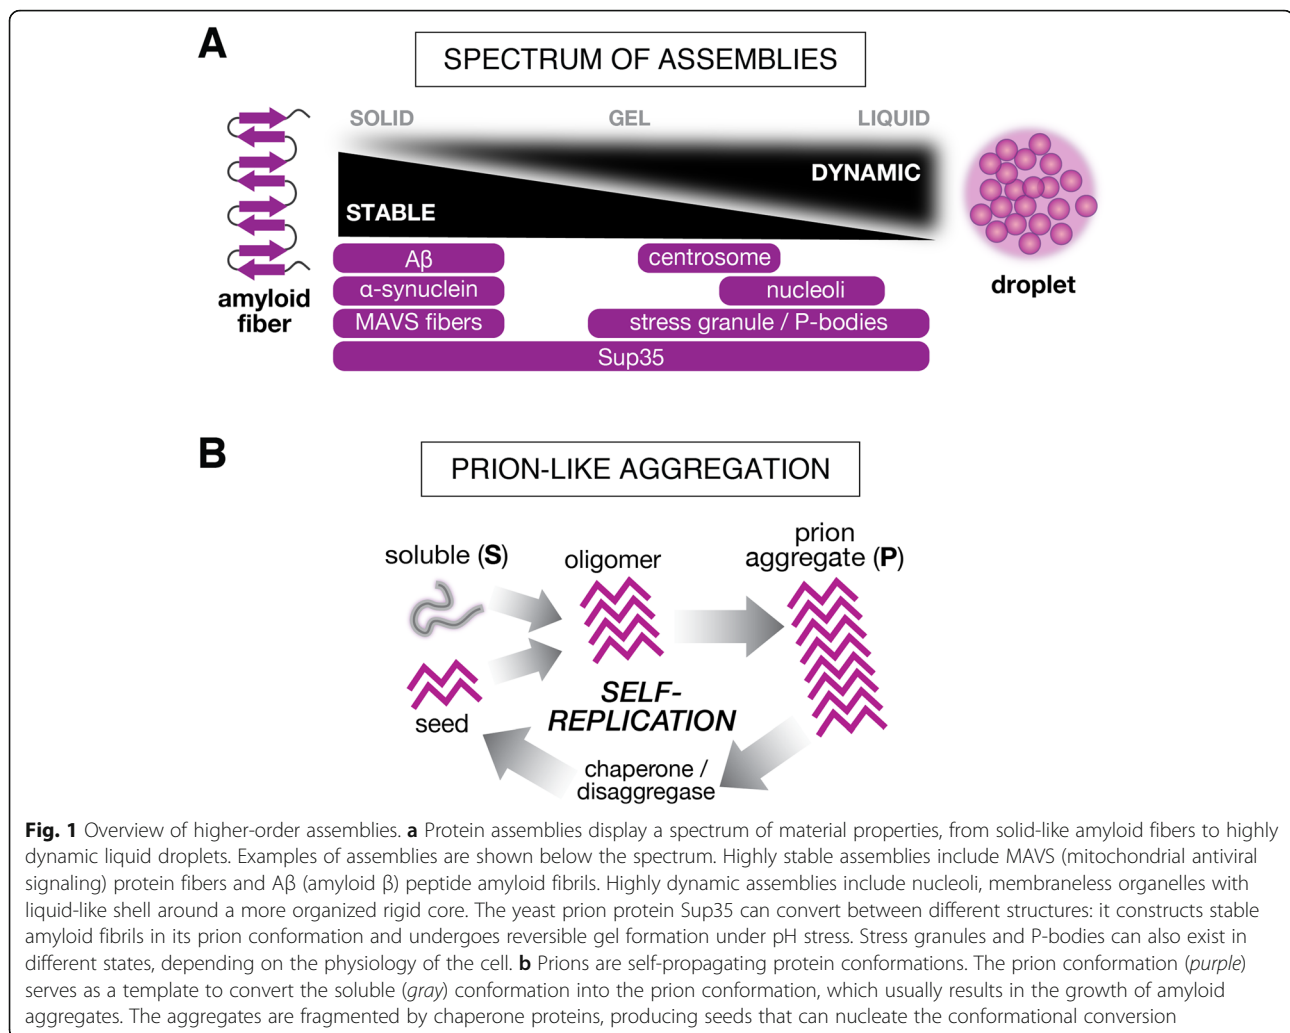 A
SPECTRUM OF ASSEMBLIES
SOLID
GEL
LIQUID
DYNAMIC
STABLE
amyloid
fiber
droplet
Aβ
centrosome
α-synuclein
nucleoli
MAVS fibers
stress granule / P-bodies
Sup35
B
PRION-LIKE AGGREGATION
soluble (S)
oligomer
prion
aggregate (P)
seed
SELF-
REPLICATION
chaperone /
disaggregase
Fig. 1 Overview of higher-order assemblies. a Protein assemblies display a spectrum of material properties, from solid-like amyloid fibers to highly
dynamic liquid droplets. Examples of assemblies are shown below the spectrum. Highly stable assemblies include MAVS (mitochondrial antiviral
signaling) protein fibers and Aβ (amyloid β) peptide amyloid fibrils. Highly dynamic assemblies include nucleoli, membraneless organelles with
liquid-like shell around a more organized rigid core. The yeast prion protein Sup35 can convert between different structures: it constructs stable
amyloid fibrils in its prion conformation and undergoes reversible gel formation under pH stress. Stress granules and P-bodies can also exist in
different states, depending on the physiology of the cell. b Prions are self-propagating protein conformations. The prion conformation (purple)
serves as a template to convert the soluble (gray) conformation into the prion conformation, which usually results in the growth of amyloid
aggregates. The aggregates are fragmented by chaperone proteins, producing seeds that can nucleate the conformational conversion